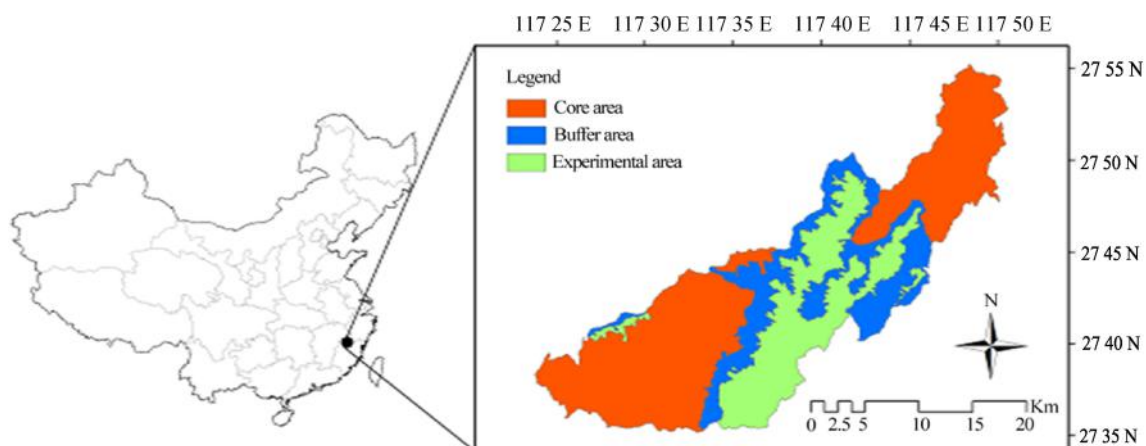 117 25 E 117 30 E 117 35 E 117 40 E 117 45 E 117 50 E
Legend
Core area
Buffer area
Experimental area
27 55 N
27 50 N
27 45 N
27 40 N
27 35 N
N
Km
0 2.5 5 10 15 20